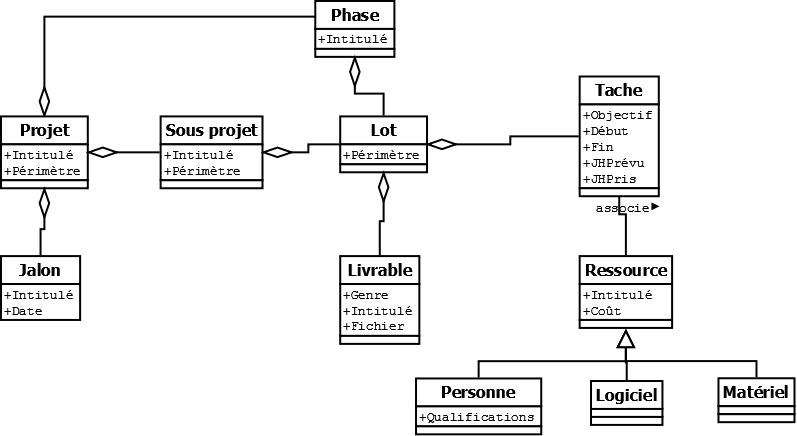 Phase
+Intitulé
Tache
+Objectif
+Début
+Fin
+JHPrévu
+JHPris
Projet
+Intitulé
+Périmètre
Sous projet
+Intitulé
+Périmètre
Lot
+Périmètre
associe
Jalon
+Intitulé
+Date
Livrable
+Genre
+Intitulé
+Fichier
Ressource
+Intitulé
+Coût
Personne
+Qualifications
Logiciel
Matériel